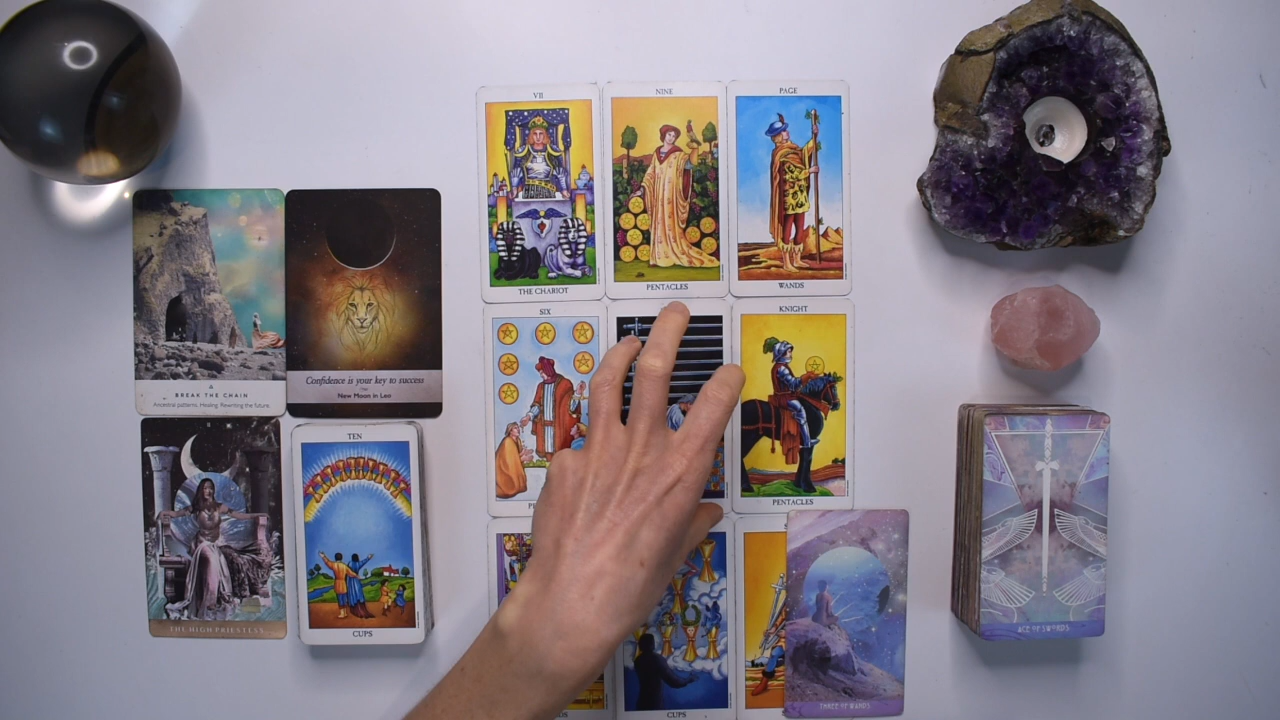 VII
THE CHARIOT
NINE
PENTACLES
PAGE
WANDS
BREAK THE CHAIN
Ancestral patterns. Healing. Rewriting the future.
Confidence is your key to success
New Moon in Leo
SIX
KNIGHT
PENTACLES
THE HIGH PRIESTESS
TEN
CUPS
CUPS
THREE OF WANDS
ACE OF SWORDS